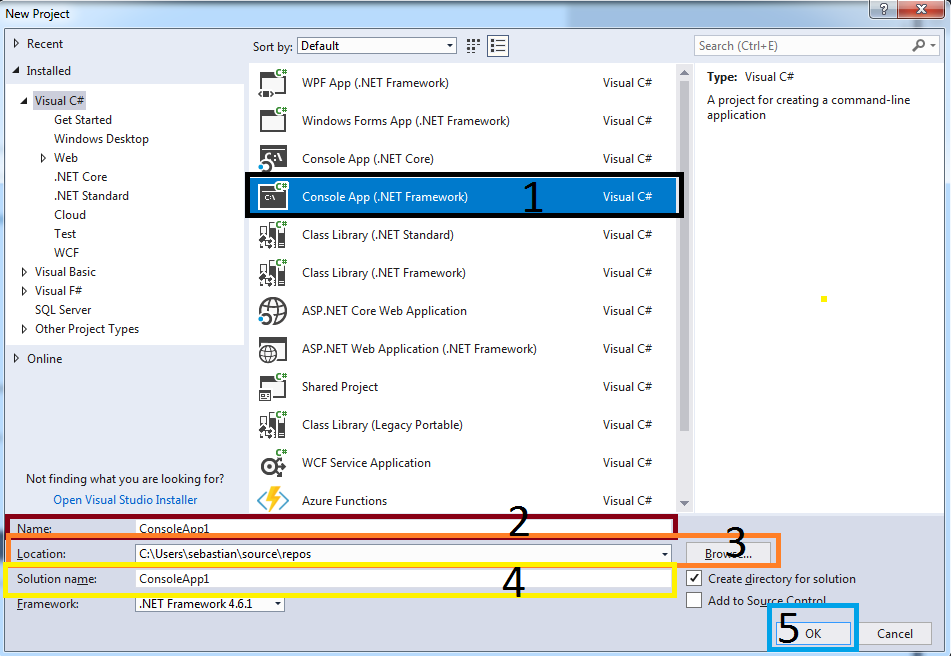 New Project
?
Recent
Installed
Visual C#
Get Started
Windows Desktop
Web
.NET Core
.NET Standard
Cloud
Test
WCF
Visual Basic
Visual F#
SQL Server
Other Project Types
Online
Not finding what you are looking for?
Open Visual Studio Installer
Sort by: Default
Search (Ctrl+E)
C# WPF App (.NET Framework) Visual C#
C# Windows Forms App (.NET Framework) Visual C#
C:\ Console App (.NET Core) Visual C#
C# C:\ Console App (.NET Framework) 1 Visual C#
C# Class Library (.NET Standard) Visual C#
C# Class Library (.NET Framework) Visual C#
ASP.NET Core Web Application Visual C#
ASP.NET Web Application (.NET Framework) Visual C#
C# Shared Project Visual C#
C# Class Library (Legacy Portable) Visual C#
C# WCF Service Application Visual C#
Azure Functions Visual C#
Type: Visual C#
A project for creating a command-line
application
Name: ConsoleApp1 2
Location: C:\Users\sebastian\source\repos Browse... 3
Solution name: ConsoleApp1 4
Create directory for solution
Framework: .NET Framework 4.6.1
Add to Source Control
5 OK Cancel